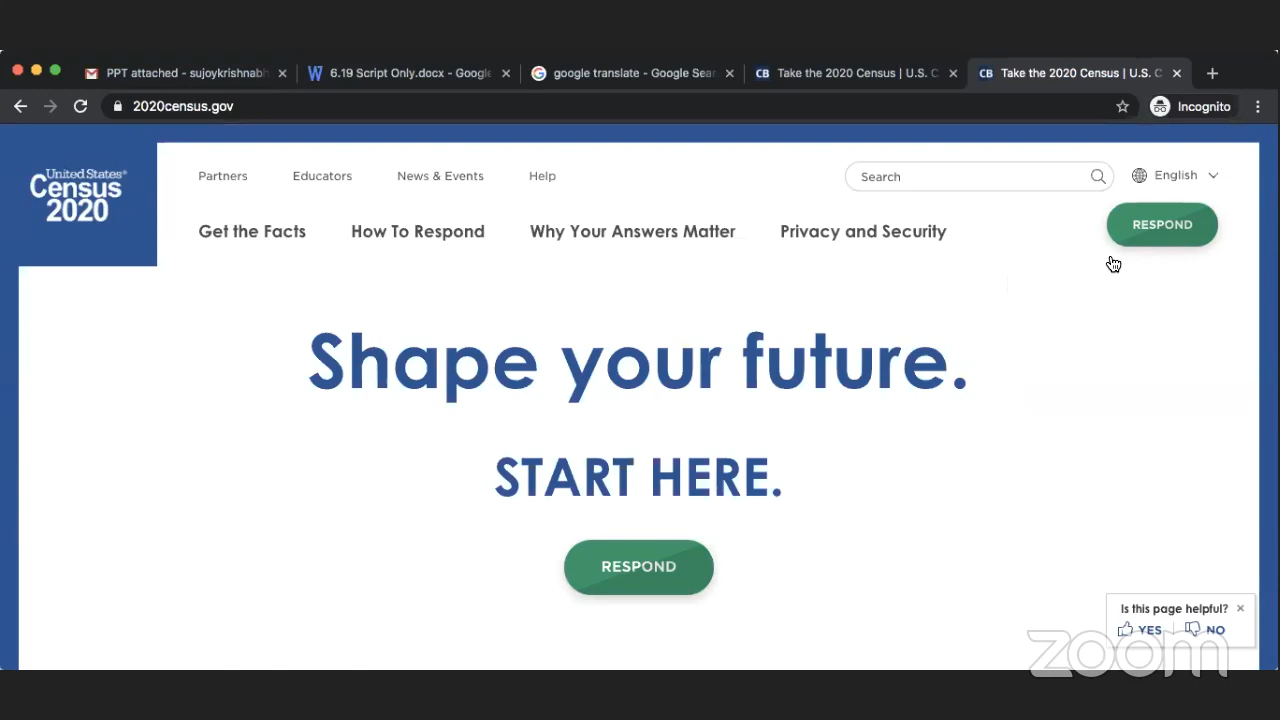 PPT attached - sujoykrishnabh
6.19 Script Only.docx - Google
google translate - Google Sear
CB Take the 2020 Census | U.S. C
CB Take the 2020 Census | U.S. C
2020census.gov
Incognito
United States®
Census
2020
Partners
Educators
News & Events
Help
Search
English
Get the Facts
How To Respond
Why Your Answers Matter
Privacy and Security
RESPOND
Shape your future.
START HERE.
RESPOND
Is this page helpful?
YES
NO
zoom